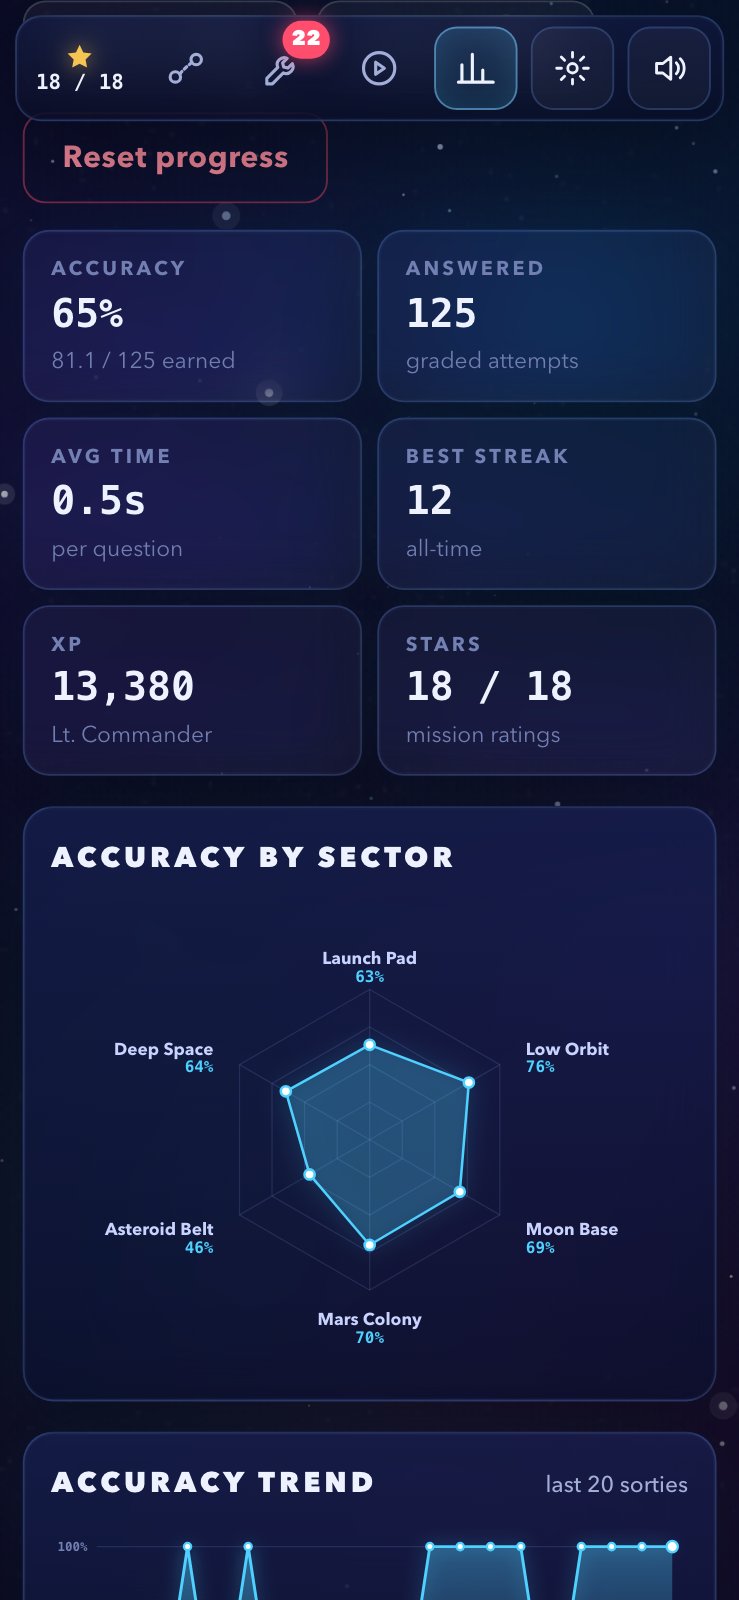 22
18 / 18
Reset progress
ACCURACY
65%
81.1 / 125 earned
ANSWERED
125
graded attempts
AVG TIME
0.5s
per question
BEST STREAK
12
all-time
XP
13,380
Lt. Commander
STARS
18 / 18
mission ratings
ACCURACY BY SECTOR
Launch Pad
63%
Deep Space
64%
Low Orbit
76%
Asteroid Belt
46%
Moon Base
69%
Mars Colony
70%
ACCURACY TREND
last 20 sorties
100%